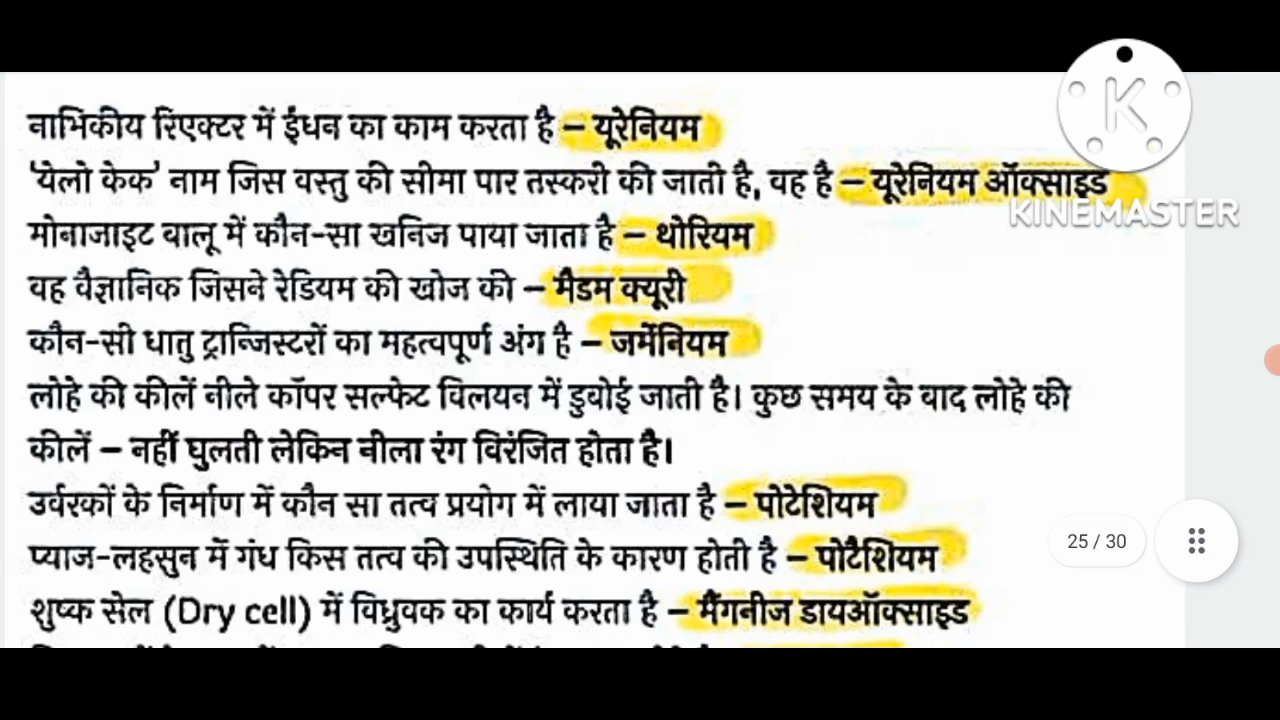 नाभिकीय रिएक्टर में ईंधन का काम करता है – यूरेनियम
'येलो केक' नाम जिस वस्तु की सीमा पार तस्करी की जाती है, वह है – यूरेनियम ऑक्साइड
KINEMASTER
मोनाजाइट बालू में कौन-सा खनिज पाया जाता है – थोरियम
वह वैज्ञानिक जिसने रेडियम की खोज की – मैडम क्यूरी
कौन-सी धातु ट्रान्जिस्टरों का महत्वपूर्ण अंग है – जर्मेनियम
लोहे की कीलें नीले कॉपर सल्फेट विलयन में डुबोई जाती है। कुछ समय के बाद लोहे की
कीलें – नहीं घुलती लेकिन नीला रंग विरंजित होता है।
उर्वरकों के निर्माण में कौन सा तत्व प्रयोग में लाया जाता है – पोटेशियम
25 / 30
प्याज-लहसुन में गंध किस तत्व की उपस्थिति के कारण होती है – पोटैशियम
शुष्क सेल (Dry cell) में विध्रुवक का कार्य करता है – मैंगनीज डायऑक्साइड